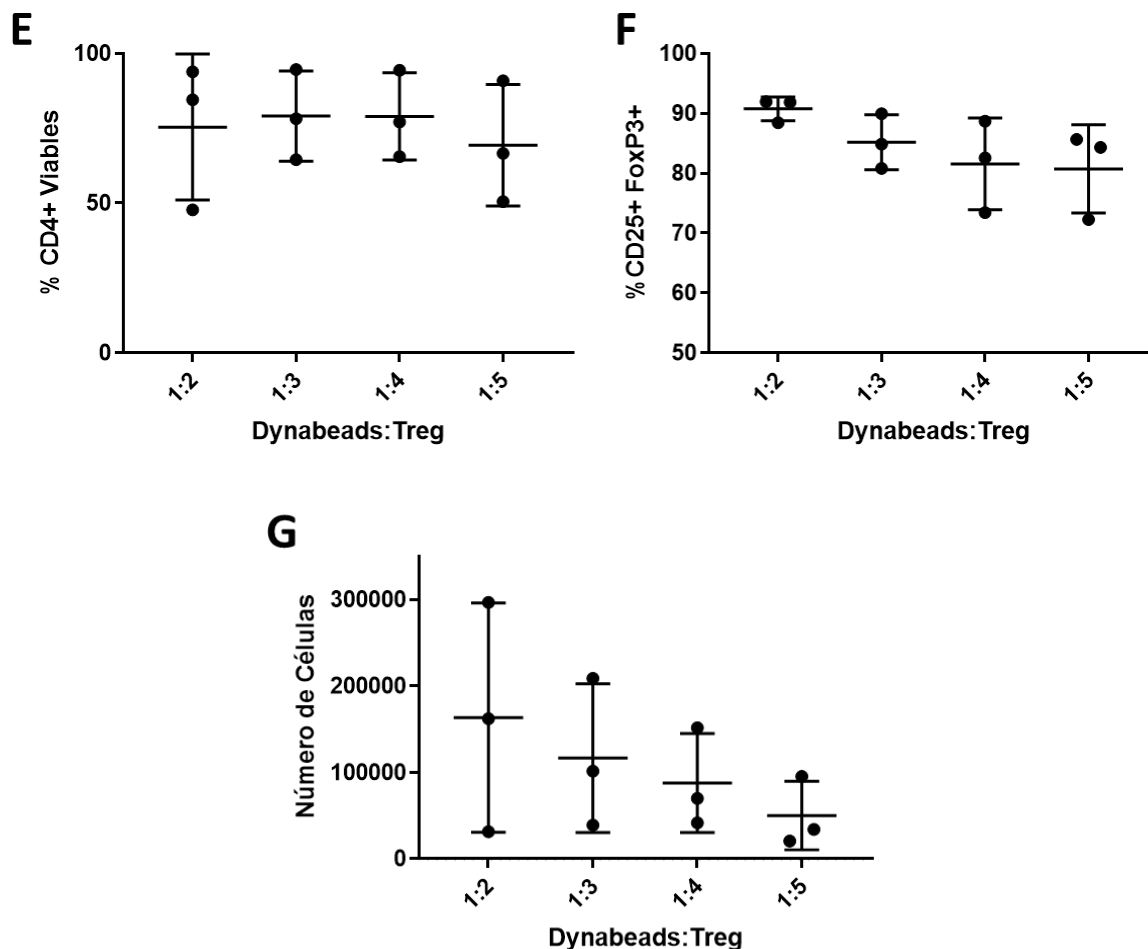 E
% CD4+ Viables
100
50
0
1:2
1:3
1:4
1:5
Dynabeads:Treg
F
% CD25+ FoxP3+
100
90
80
70
60
50
1:2
1:3
1:4
1:5
Dynabeads:Treg
G
Número de Células
300000
200000
100000
0
1:2
1:3
1:4
1:5
Dynabeads:Treg